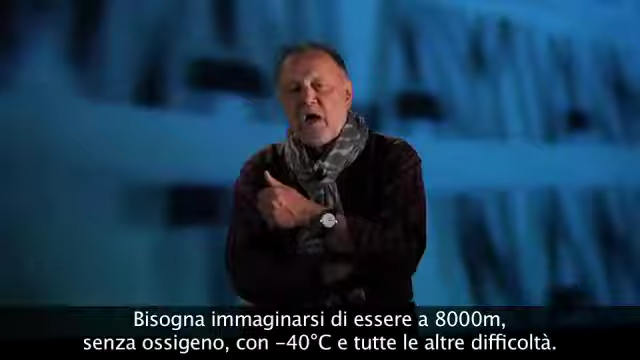 Bisogna immaginarsi di essere a 8000m,
senza ossigeno, con -40°C e tutte le altre difficoltà.